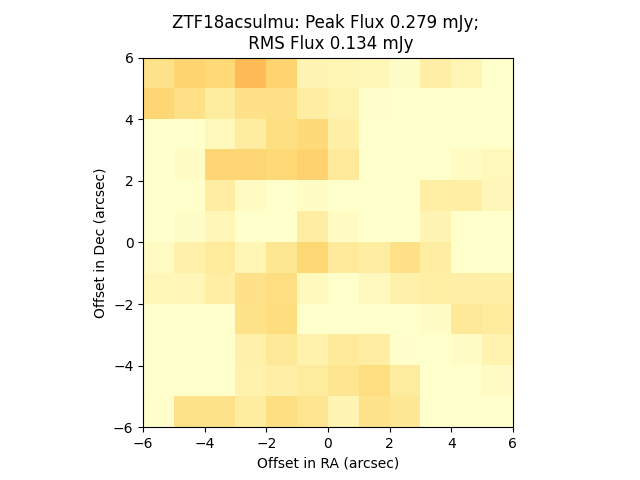 ZTF18acsulmu: Peak Flux 0.279 mJy;
RMS Flux 0.134 mJy
6
4
2
0
−2
−4
−6
Offset in Dec (arcsec)
−6 −4 −2 0 2 4 6
Offset in RA (arcsec)